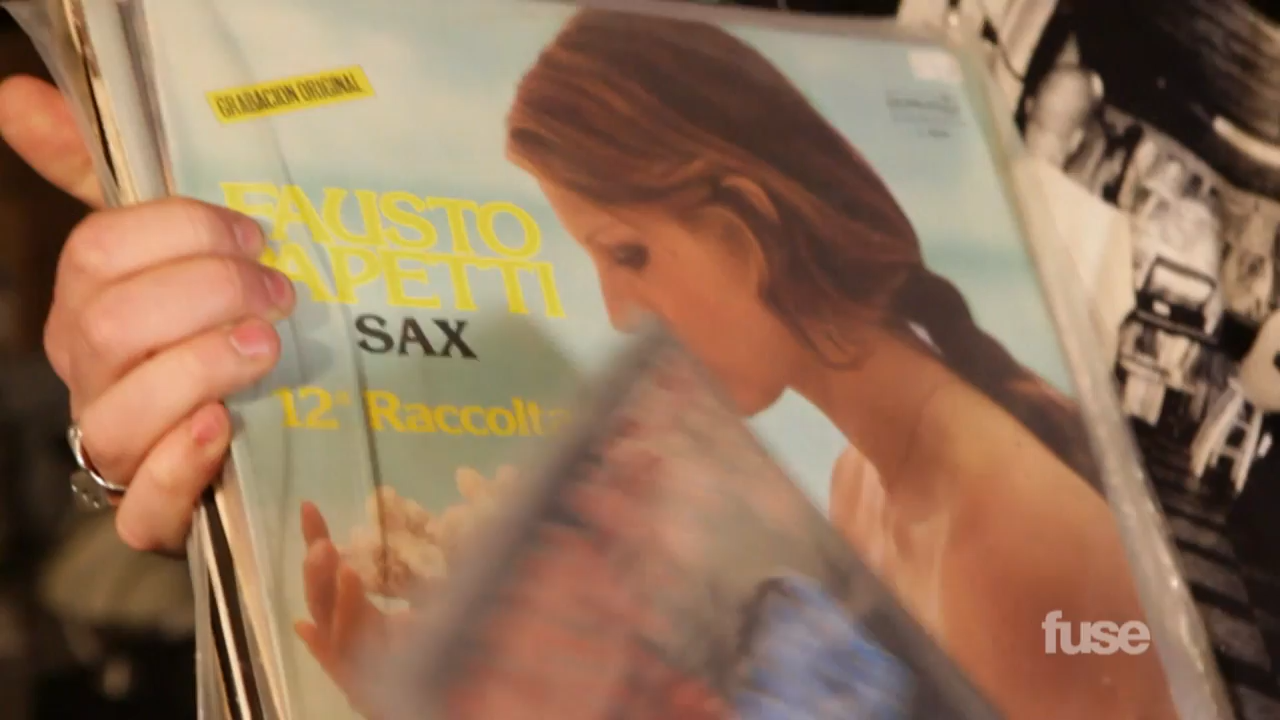 GRABACION ORIGINAL
FAUSTO
PAPETTI
SAX
12ª Raccolta
fuse